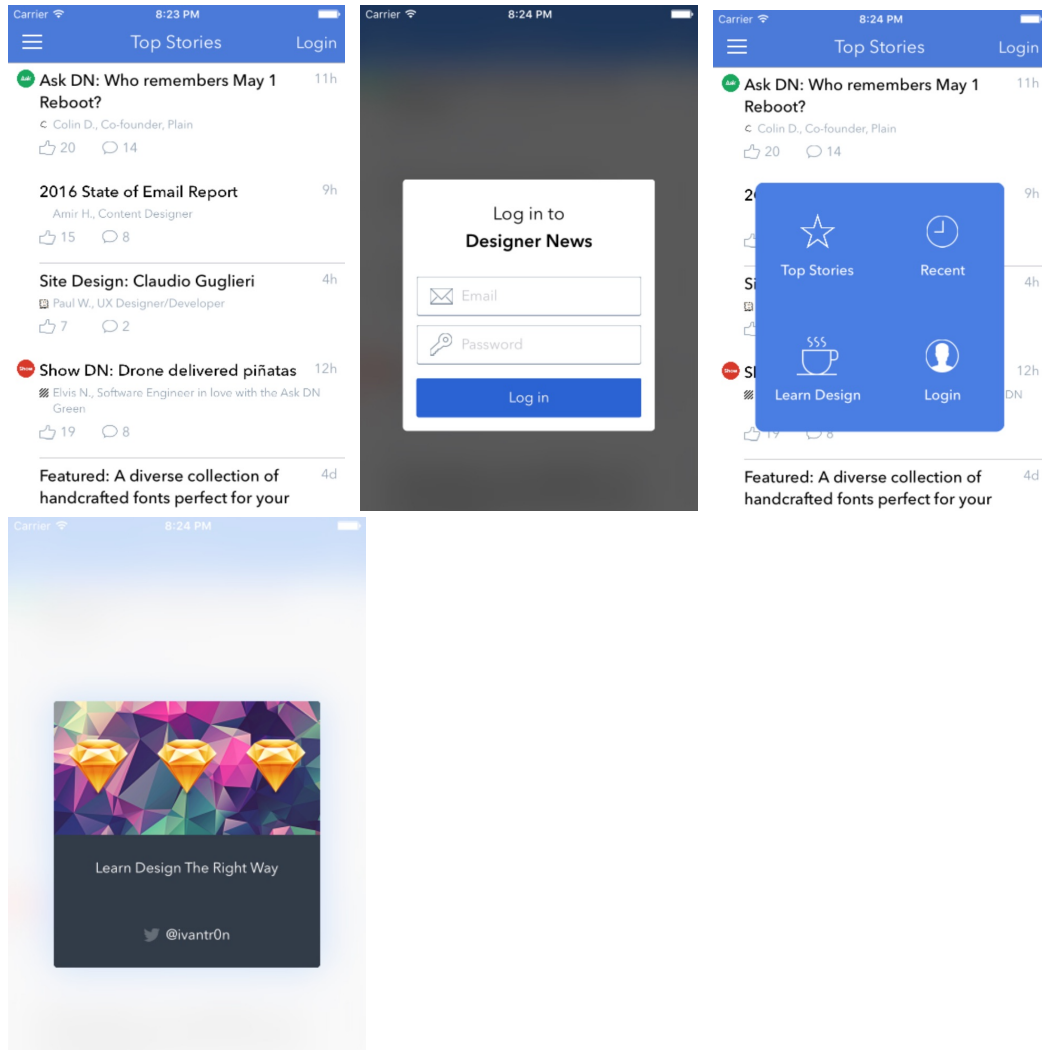 Carrier 8:23 PM
Top Stories Login
Ask Ask DN: Who remembers May 1 11h
Reboot?
Colin D., Co-founder, Plain
20 14
2016 State of Email Report 9h
Amir H., Content Designer
15 8
Site Design: Claudio Guglieri 4h
Paul W., UX Designer/Developer
7 2
Show Show DN: Drone delivered piñatas 12h
Elvis N., Software Engineer in love with the Ask DN
Green
19 8
Featured: A diverse collection of 4d
handcrafted fonts perfect for your
Carrier 8:24 PM
Log in to
Designer News
Email
Password
Log in
Carrier 8:24 PM
Top Stories Login
Ask Ask DN: Who remembers May 1 11h
Reboot?
Colin D., Co-founder, Plain
20 14
9h
Top Stories Recent
Si 4h
Show 12h
Learn Design Login DN
19 8
Featured: A diverse collection of 4d
handcrafted fonts perfect for your
Carrier 8:24 PM
Learn Design The Right Way
@ivantr0n